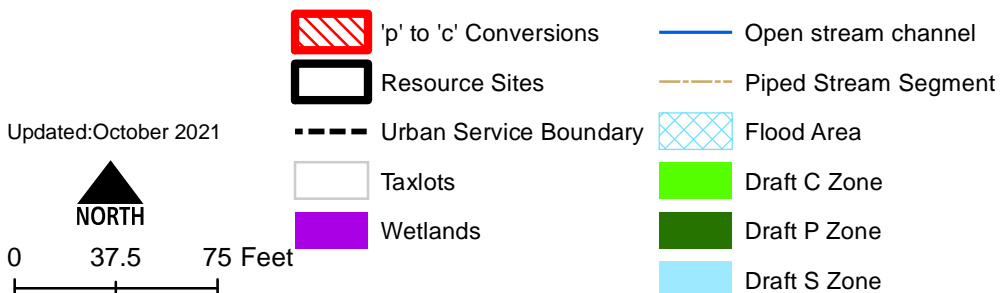 Updated:October 2021
NORTH
0 37.5 75 Feet
'p' to 'c' Conversions
Resource Sites
Urban Service Boundary
Taxlots
Wetlands
Open stream channel
Piped Stream Segment
Flood Area
Draft C Zone
Draft P Zone
Draft S Zone